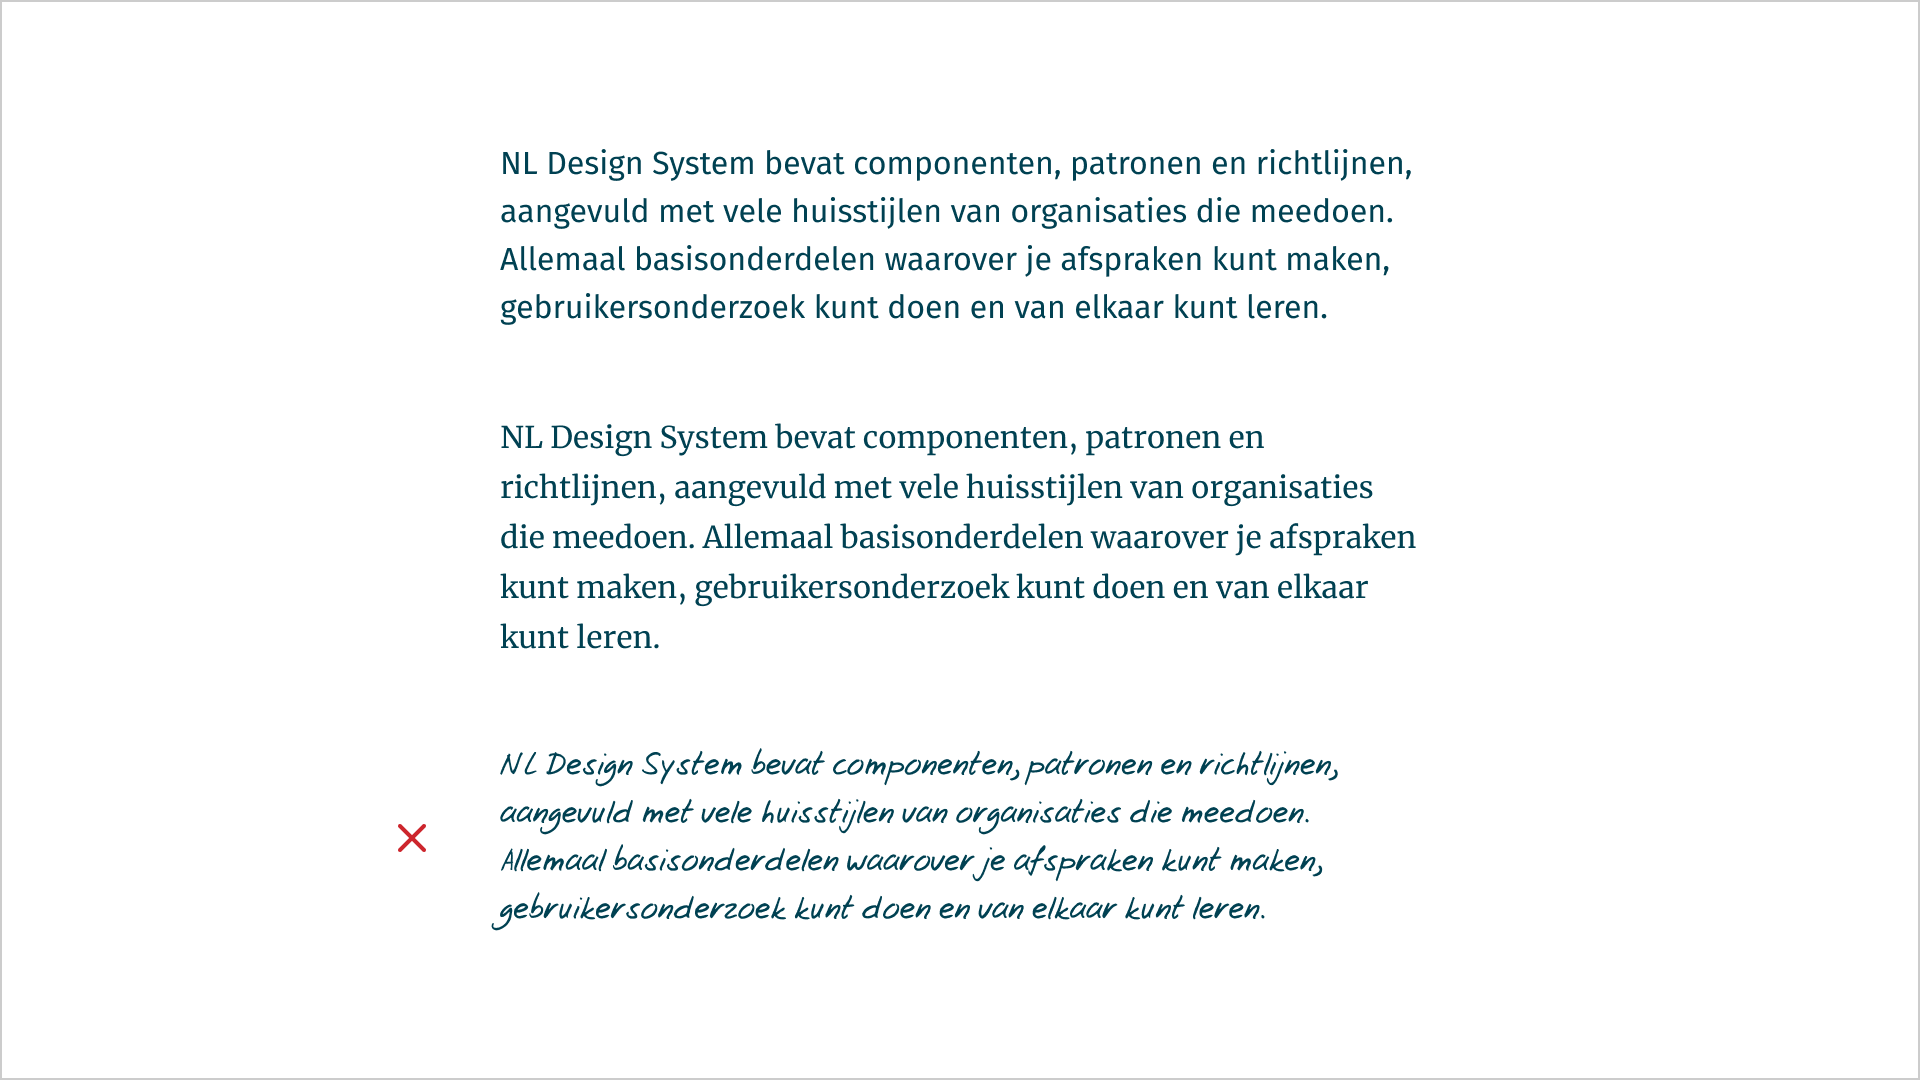 NL Design System bevat componenten, patronen en richtlijnen,
aangevuld met vele huisstijlen van organisaties die meedoen.
Allemaal basisonderdelen waarover je afspraken kunt maken,
gebruikersonderzoek kunt doen en van elkaar kunt leren.
NL Design System bevat componenten, patronen en
richtlijnen, aangevuld met vele huisstijlen van organisaties
die meedoen. Allemaal basisonderdelen waarover je afspraken
kunt maken, gebruikersonderzoek kunt doen en van elkaar
kunt leren.
NL Design System bevat componenten, patronen en richtlijnen,
aangevuld met vele huisstijlen van organisaties die meedoen.
Allemaal basisonderdelen waarover je afspraken kunt maken,
gebruikersonderzoek kunt doen en van elkaar kunt leren.